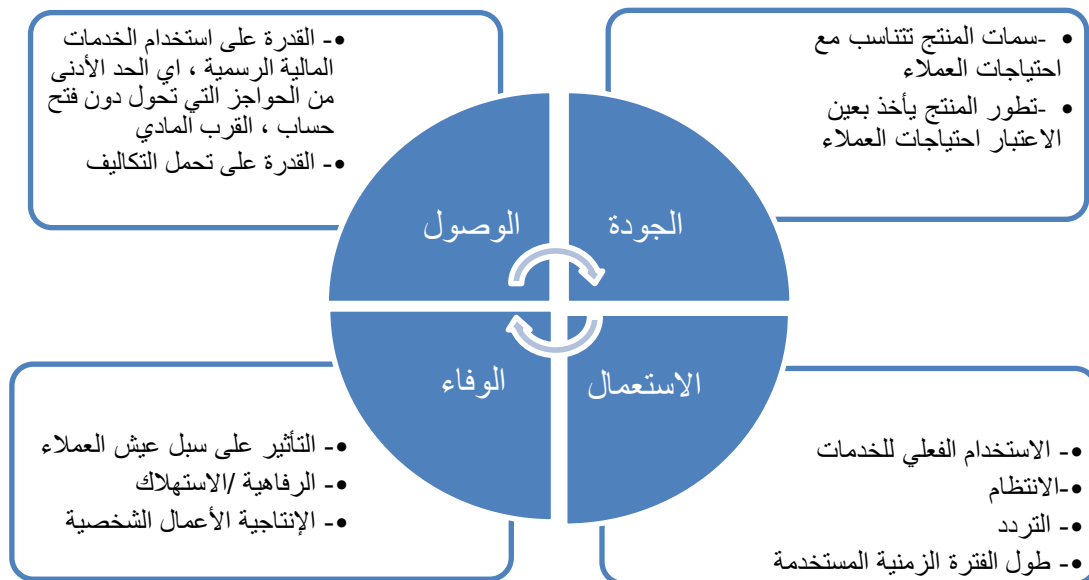 • -سمات المنتج تتناسب مع
احتياجات العملاء
• -تطور المنتج يأخذ بعين
الاعتبار احتياجات العملاء
•- القدرة على استخدام الخدمات
المالية الرسمية ، اي الحد الأدنى
من الحواجز التي تحول دون فتح
حساب ، القرب المادي
•- القدرة على تحمل التكاليف
الجودة
الوصول
الاستعمال
الوفاء
•- الاستخدام الفعلي للخدمات
•-الانتظام
•- التردد
•- طول الفترة الزمنية المستخدمة
•- التأثير على سبل عيش العملاء
•- الرفاهية /الاستهلاك
•- الإنتاجية الأعمال الشخصية